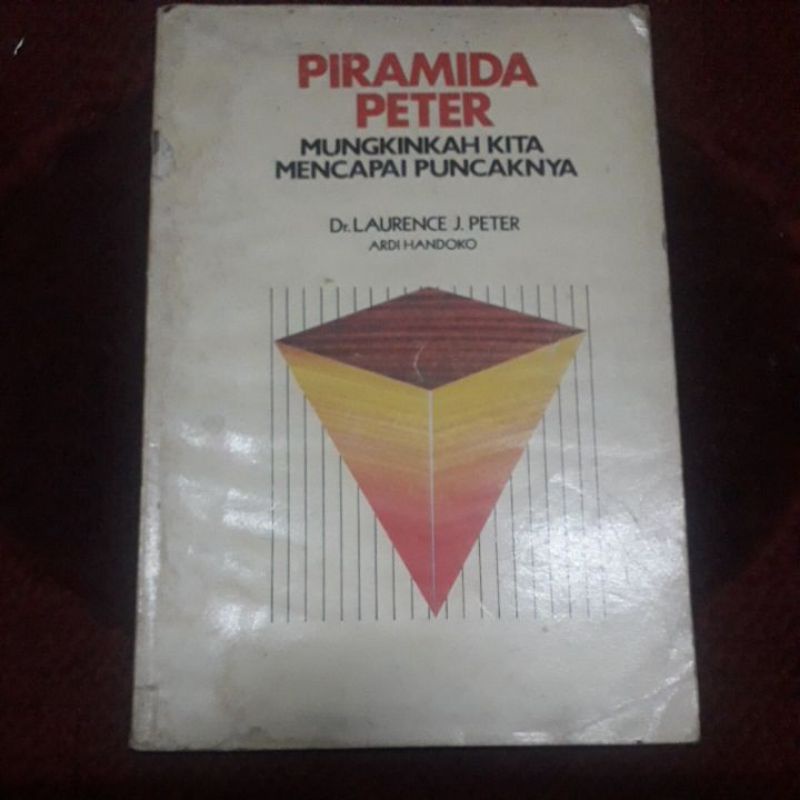 PIRAMIDA
PETER
MUNGKINKAH KITA
MENCAPAI PUNCAKNYA
Dr. LAURENCE J. PETER
ARDI HANDOKO